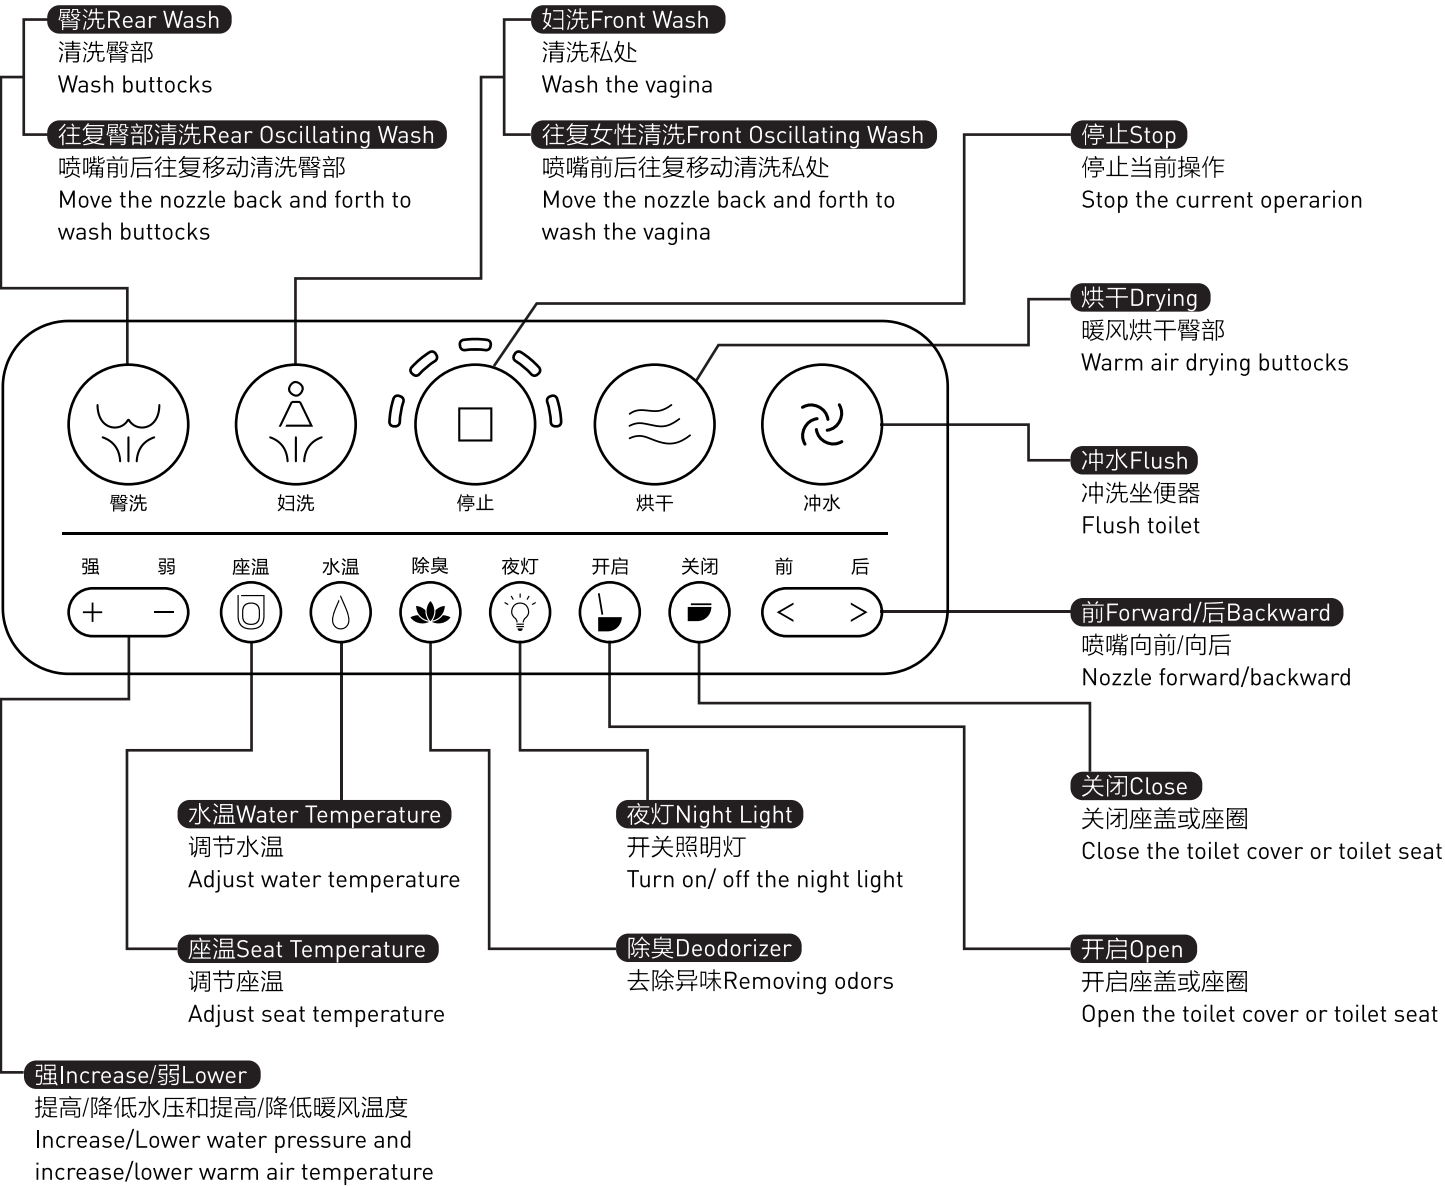 臀洗Rear Wash
清洗臀部
Wash buttocks
往复臀部清洗Rear Oscillating Wash
喷嘴前后往复移动清洗臀部
Move the nozzle back and forth to
wash buttocks
妇洗Front Wash
清洗私处
Wash the vagina
往复女性清洗Front Oscillating Wash
喷嘴前后往复移动清洗私处
Move the nozzle back and forth to
wash the vagina
停止Stop
停止当前操作
Stop the current operarion
烘干Drying
暖风烘干臀部
Warm air drying buttocks
冲水Flush
冲洗坐便器
Flush toilet
前Forward/后Backward
喷嘴向前/向后
Nozzle forward/backward
臀洗 妇洗 停止 烘干 冲水
强 弱 座温 水温 除臭 夜灯 开启 关闭 前 后
水温Water Temperature
调节水温
Adjust water temperature
座温Seat Temperature
调节座温
Adjust seat temperature
夜灯Night Light
开关照明灯
Turn on/ off the night light
除臭Deodorizer
去除异味Removing odors
关闭Close
关闭座盖或座圈
Close the toilet cover or toilet seat
开启Open
开启座盖或座圈
Open the toilet cover or toilet seat
强Increase/弱Lower
提高/降低水压和提高/降低暖风温度
Increase/Lower water pressure and
increase/lower warm air temperature